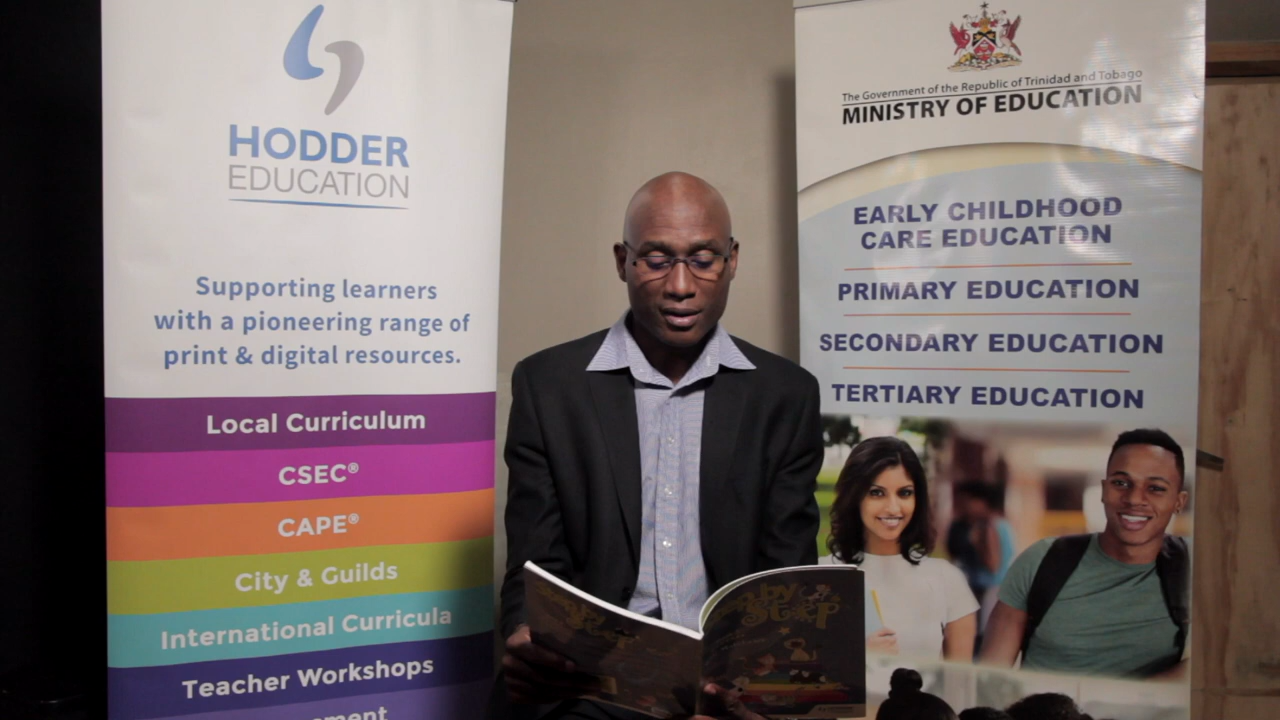 HODDER
EDUCATION
Supporting learners
with a pioneering range of
print & digital resources.
Local Curriculum
CSEC®
CAPE®
City & Guilds
International Curricula
Teacher Workshops
The Government of the Republic of Trinidad and Tobago
MINISTRY OF EDUCATION
EARLY CHILDHOOD
CARE EDUCATION
PRIMARY EDUCATION
SECONDARY EDUCATION
TERTIARY EDUCATION
by
Step